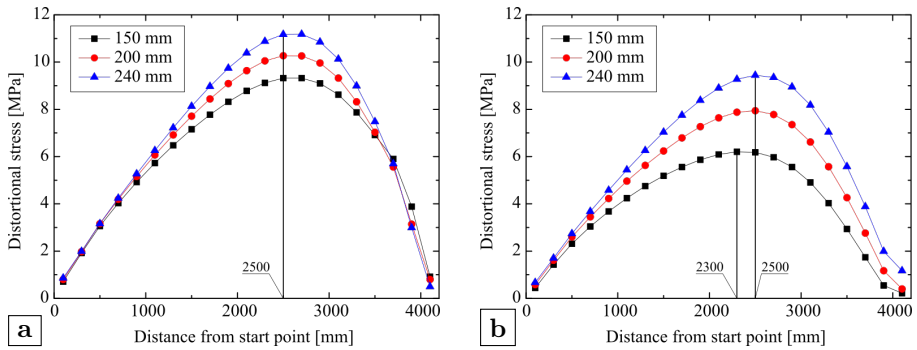 12
10
8
6
4
2
0
Distortional stress [MPa]
150 mm
200 mm
240 mm
2500
0 1000 2000 3000 4000
Distance from start point [mm]
a
12
10
8
6
4
2
0
Distortional stress [MPa]
150 mm
200 mm
240 mm
2300 2500
0 1000 2000 3000 4000
Distance from start point [mm]
b